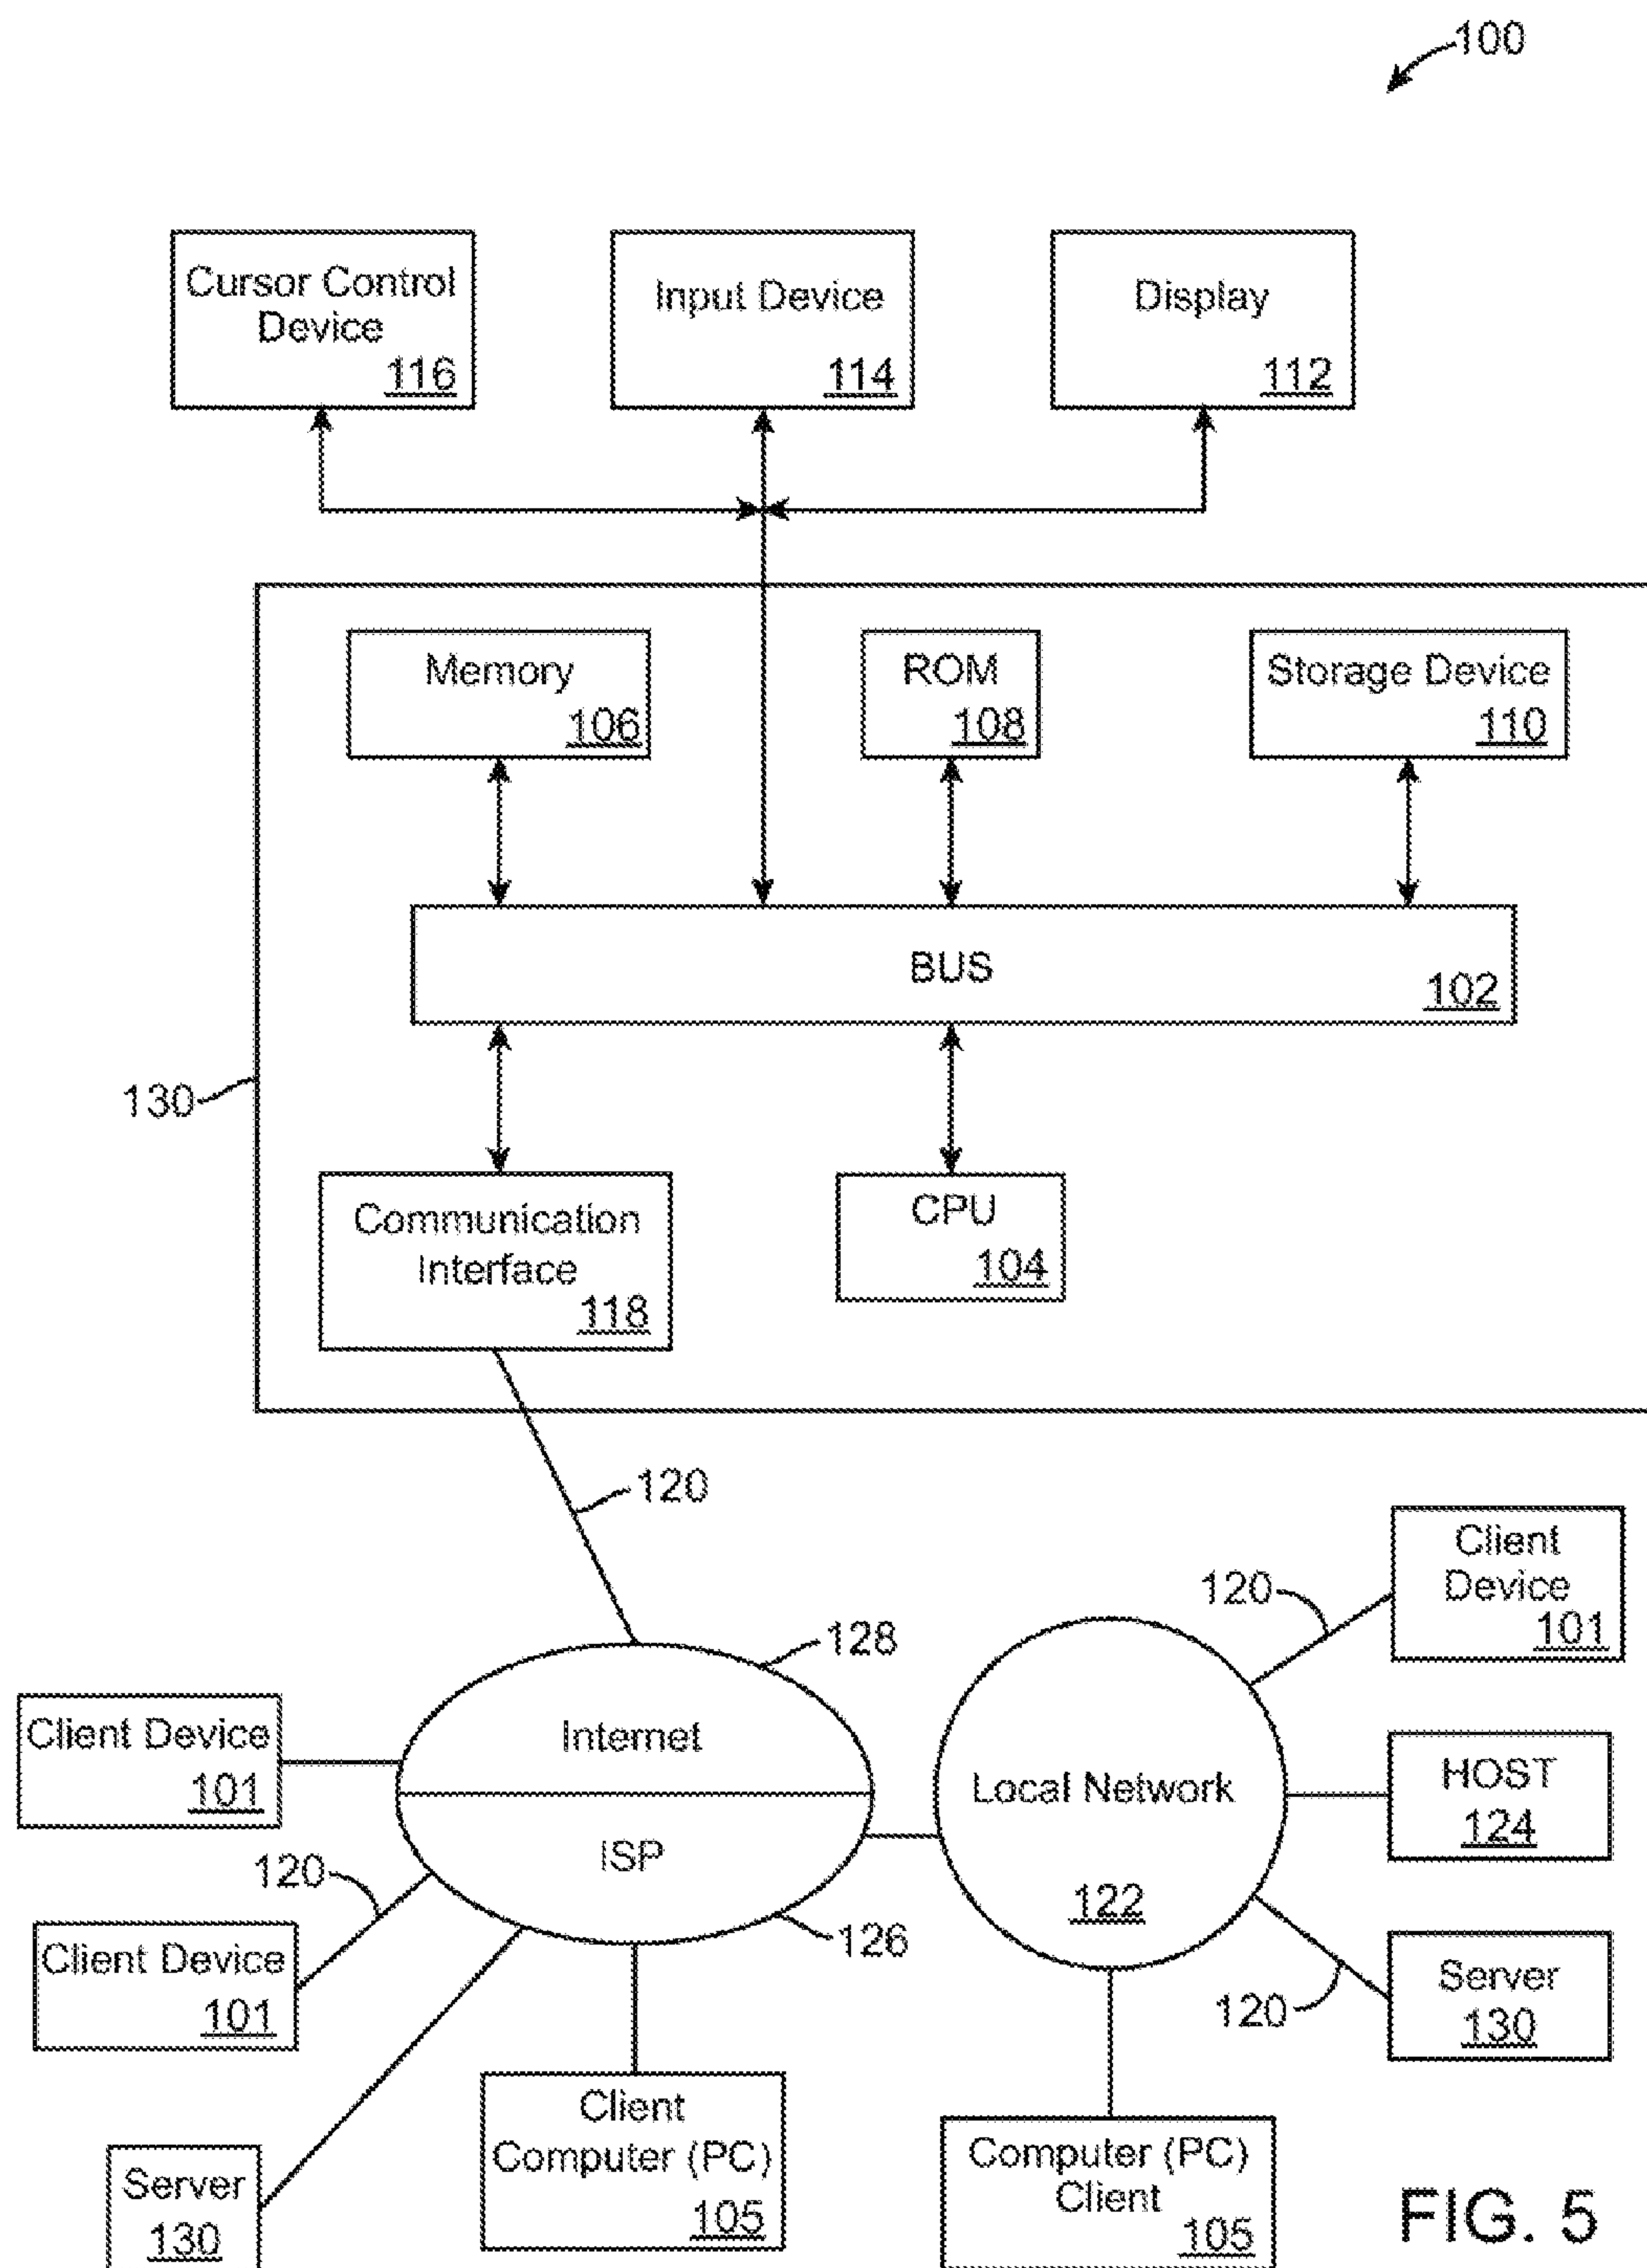 100
Cursor Control
Device
116
Input Device
114
Display
112
Memory
106
ROM
108
Storage Device
110
BUS
102
130
Communication
Interface
118
CPU
104
120
128
Internet
ISP
126
Client Device
101
120
Client Device
101
Server
130
Client
Computer (PC)
105
Local Network
122
120
Client
Device
101
HOST
124
120
Server
130
Computer (PC)
Client
105
FIG. 5